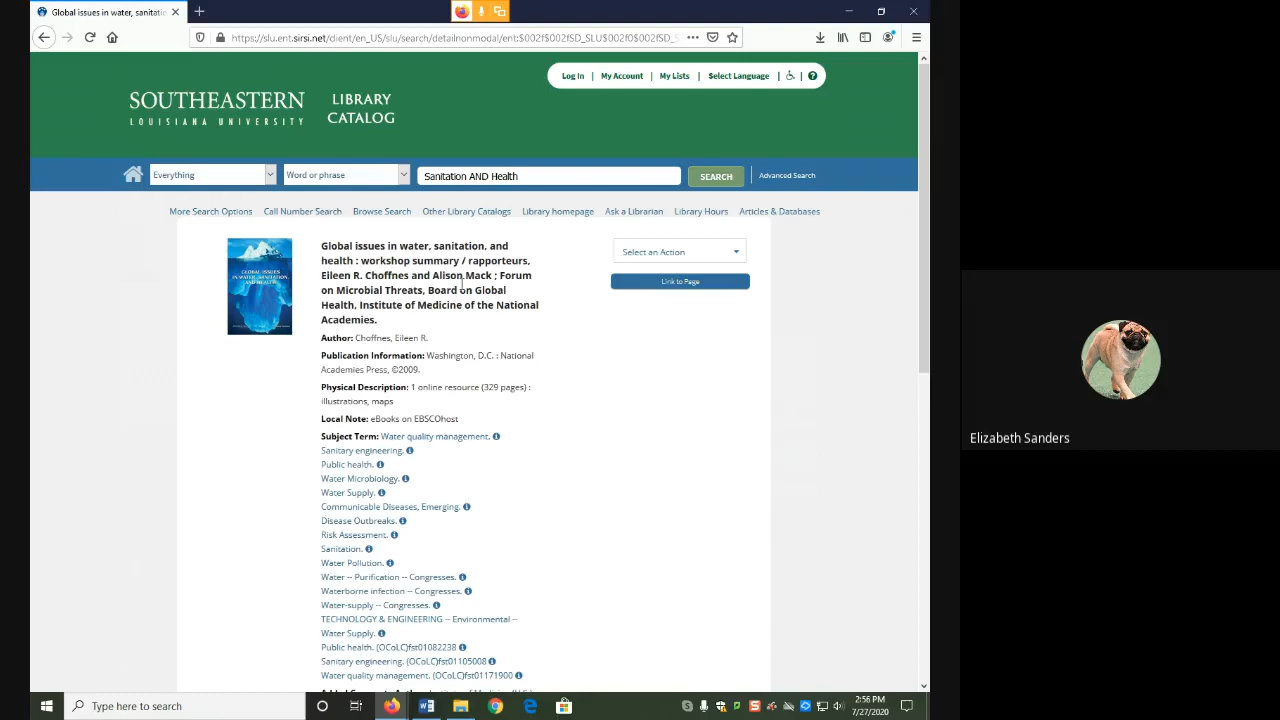 Global issues in water, sanitatio
https://slu.ent.sirsi.net/client/en_US/slu/search/detailnonmodal/ent:$002f$002fSD_SLU$002f0$002fSD_S
Log In | My Account | My Lists | Select Language
SOUTHEASTERN
LOUISIANA UNIVERSITY
LIBRARY
CATALOG
Everything
Word or phrase
Sanitation AND Health
SEARCH
Advanced Search
More Search Options
Call Number Search
Browse Search
Other Library Catalogs
Library homepage
Ask a Librarian
Library Hours
Articles & Databases
GLOBAL ISSUES
IN WATER, SANITATION,
AND HEALTH
Global issues in water, sanitation, and
health : workshop summary / rapporteurs,
Eileen R. Choffnes and Alison Mack ; Forum
on Microbial Threats, Board on Global
Health, Institute of Medicine of the National
Academies.
Select an Action
Link to Page
Author: Choffnes, Eileen R.
Publication Information: Washington, D.C. : National
Academies Press, ©2009.
Physical Description: 1 online resource (329 pages) :
illustrations, maps
Local Note: eBooks on EBSCOhost
Subject Term: Water quality management.
Sanitary engineering.
Public health.
Water Microbiology.
Water Supply.
Communicable Diseases, Emerging.
Disease Outbreaks.
Risk Assessment.
Sanitation.
Water Pollution.
Water -- Purification -- Congresses.
Waterborne infection -- Congresses.
Water-supply -- Congresses.
TECHNOLOGY & ENGINEERING -- Environmental --
Water Supply.
Public health. (OCoLC)fst01082238
Sanitary engineering. (OCoLC)fst01105008
Water quality management. (OCoLC)fst01171900
Elizabeth Sanders
Type here to search
2:56 PM
7/27/2020